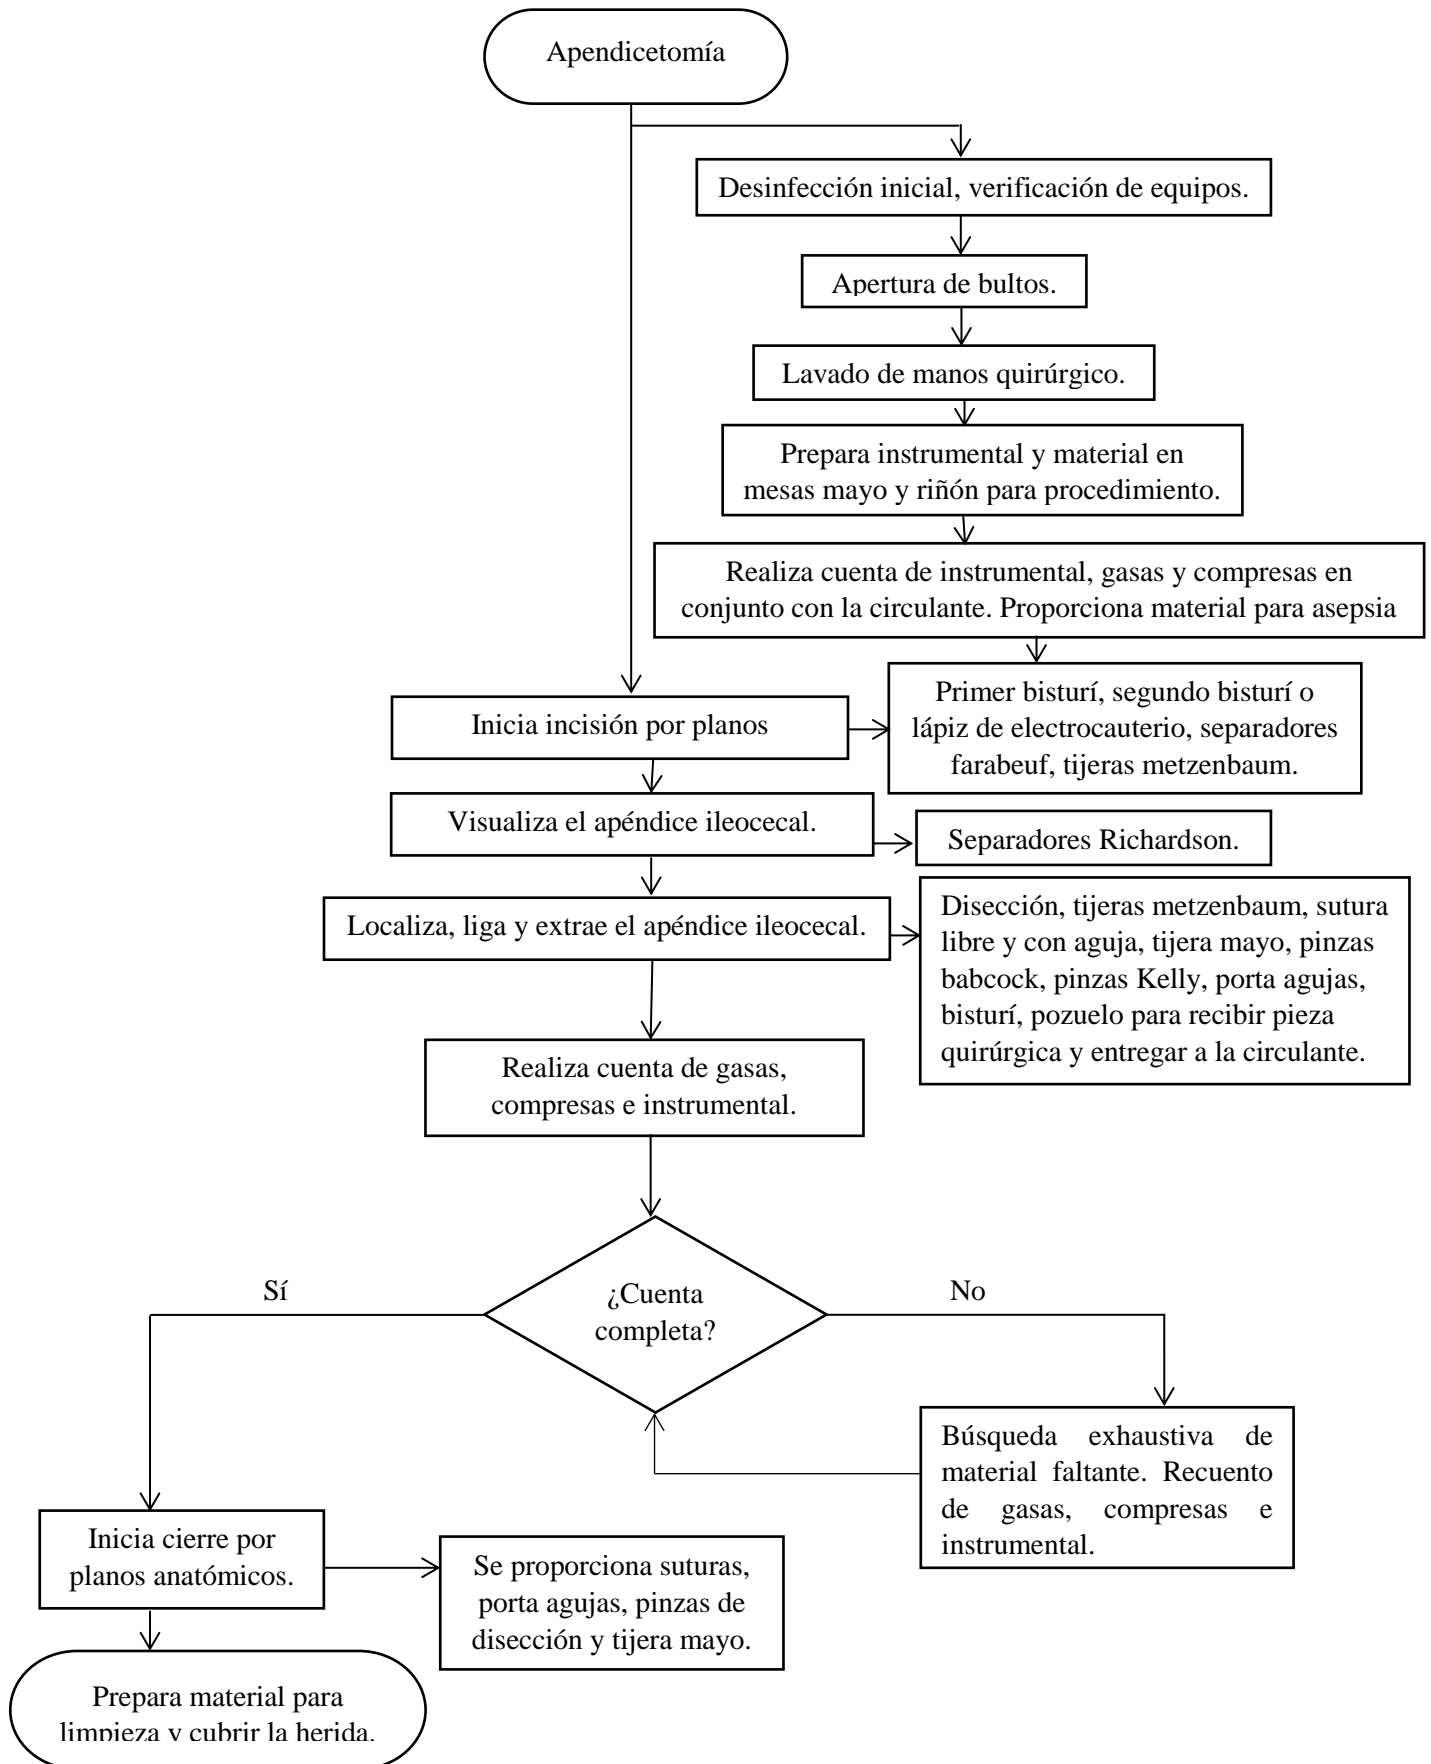 Apendicetomía
Desinfección inicial, verificación de equipos.
Apertura de bultos.
Lavado de manos quirúrgico.
Prepara instrumental y material en
mesas mayo y riñón para procedimiento.
Realiza cuenta de instrumental, gasas y compresas en
conjunto con la circulante. Proporciona material para asepsia
Inicia incisión por planos
Primer bisturí, segundo bisturí o
lápiz de electrocauterio, separadores
farabeuf, tijeras metzenbaum.
Visualiza el apéndice ileocecal.
Separadores Richardson.
Localiza, liga y extrae el apéndice ileocecal.
Disección, tijeras metzenbaum, sutura
libre y con aguja, tijera mayo, pinzas
babcock, pinzas Kelly, porta agujas,
bisturí, pozuelo para recibir pieza
quirúrgica y entregar a la circulante.
Realiza cuenta de gasas,
compresas e instrumental.
¿Cuenta
completa?
Sí
No
Búsqueda exhaustiva de
material faltante. Recuento
de gasas, compresas e
instrumental.
Inicia cierre por
planos anatómicos.
Se proporciona suturas,
porta agujas, pinzas de
disección y tijera mayo.
Prepara material para
limpieza y cubrir la herida.